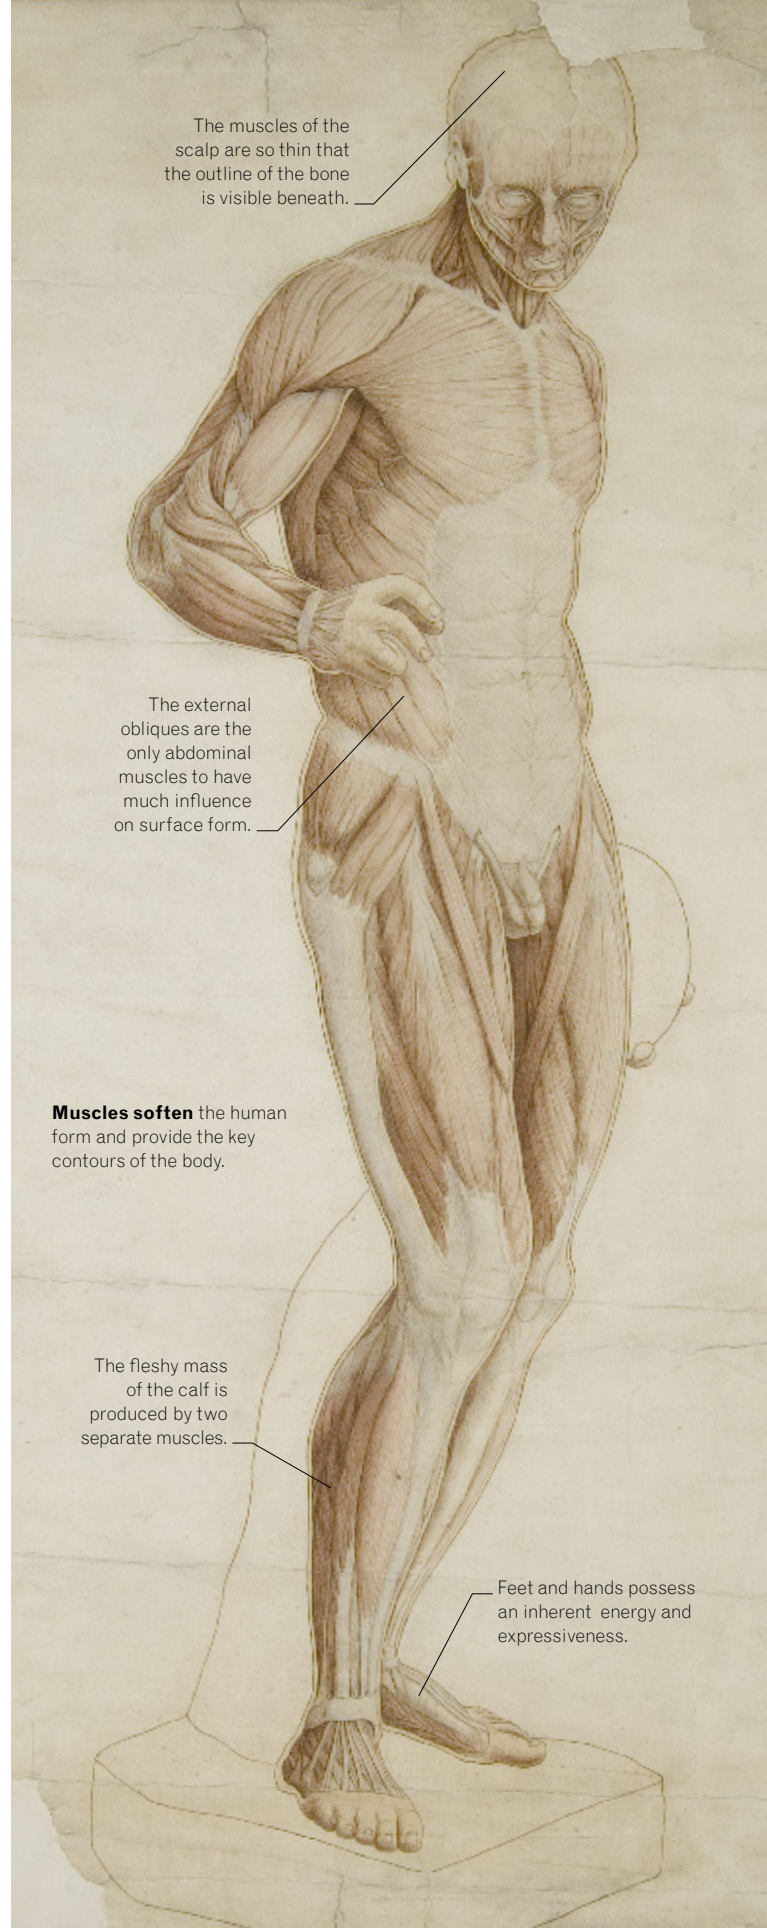 The muscles of the
scalp are so thin that
the outline of the bone
is visible beneath.
The external
obliques are the
only abdominal
muscles to have
much influence
on surface form.
Muscles soften the human
form and provide the key
contours of the body.
The fleshy mass
of the calf is
produced by two
separate muscles.
Feet and hands possess
an inherent energy and
expressiveness.